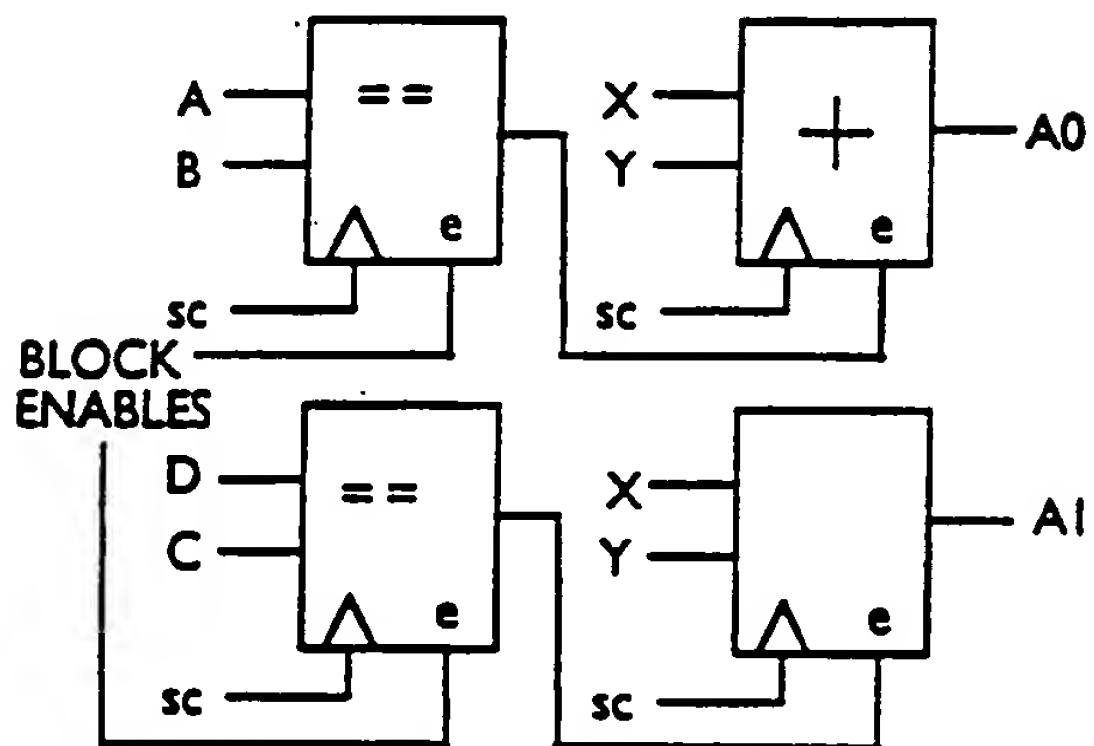 A
B
==
e
sc
X
Y
+
e
sc
A0
BLOCK
ENABLES
D
C
==
e
sc
X
Y
e
sc
A1